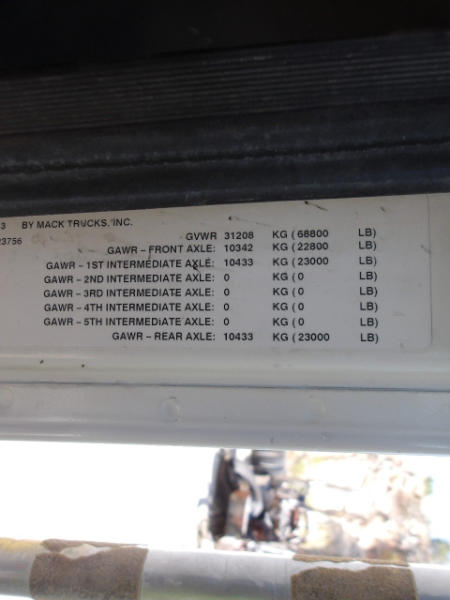 3 BY MACK TRUCKS, INC.
23756 GVWR 31208 KG ( 68800 LB)
GAWR – FRONT AXLE: 10342 KG ( 22800 LB)
GAWR – 1ST INTERMEDIATE AXLE: 10433 KG ( 23000 LB)
GAWR – 2ND INTERMEDIATE AXLE: 0 KG ( 0 LB)
GAWR – 3RD INTERMEDIATE AXLE: 0 KG ( 0 LB)
GAWR – 4TH INTERMEDIATE AXLE: 0 KG ( 0 LB)
GAWR – 5TH INTERMEDIATE AXLE: 0 KG ( 0 LB)
GAWR – REAR AXLE: 10433 KG ( 23000 LB)